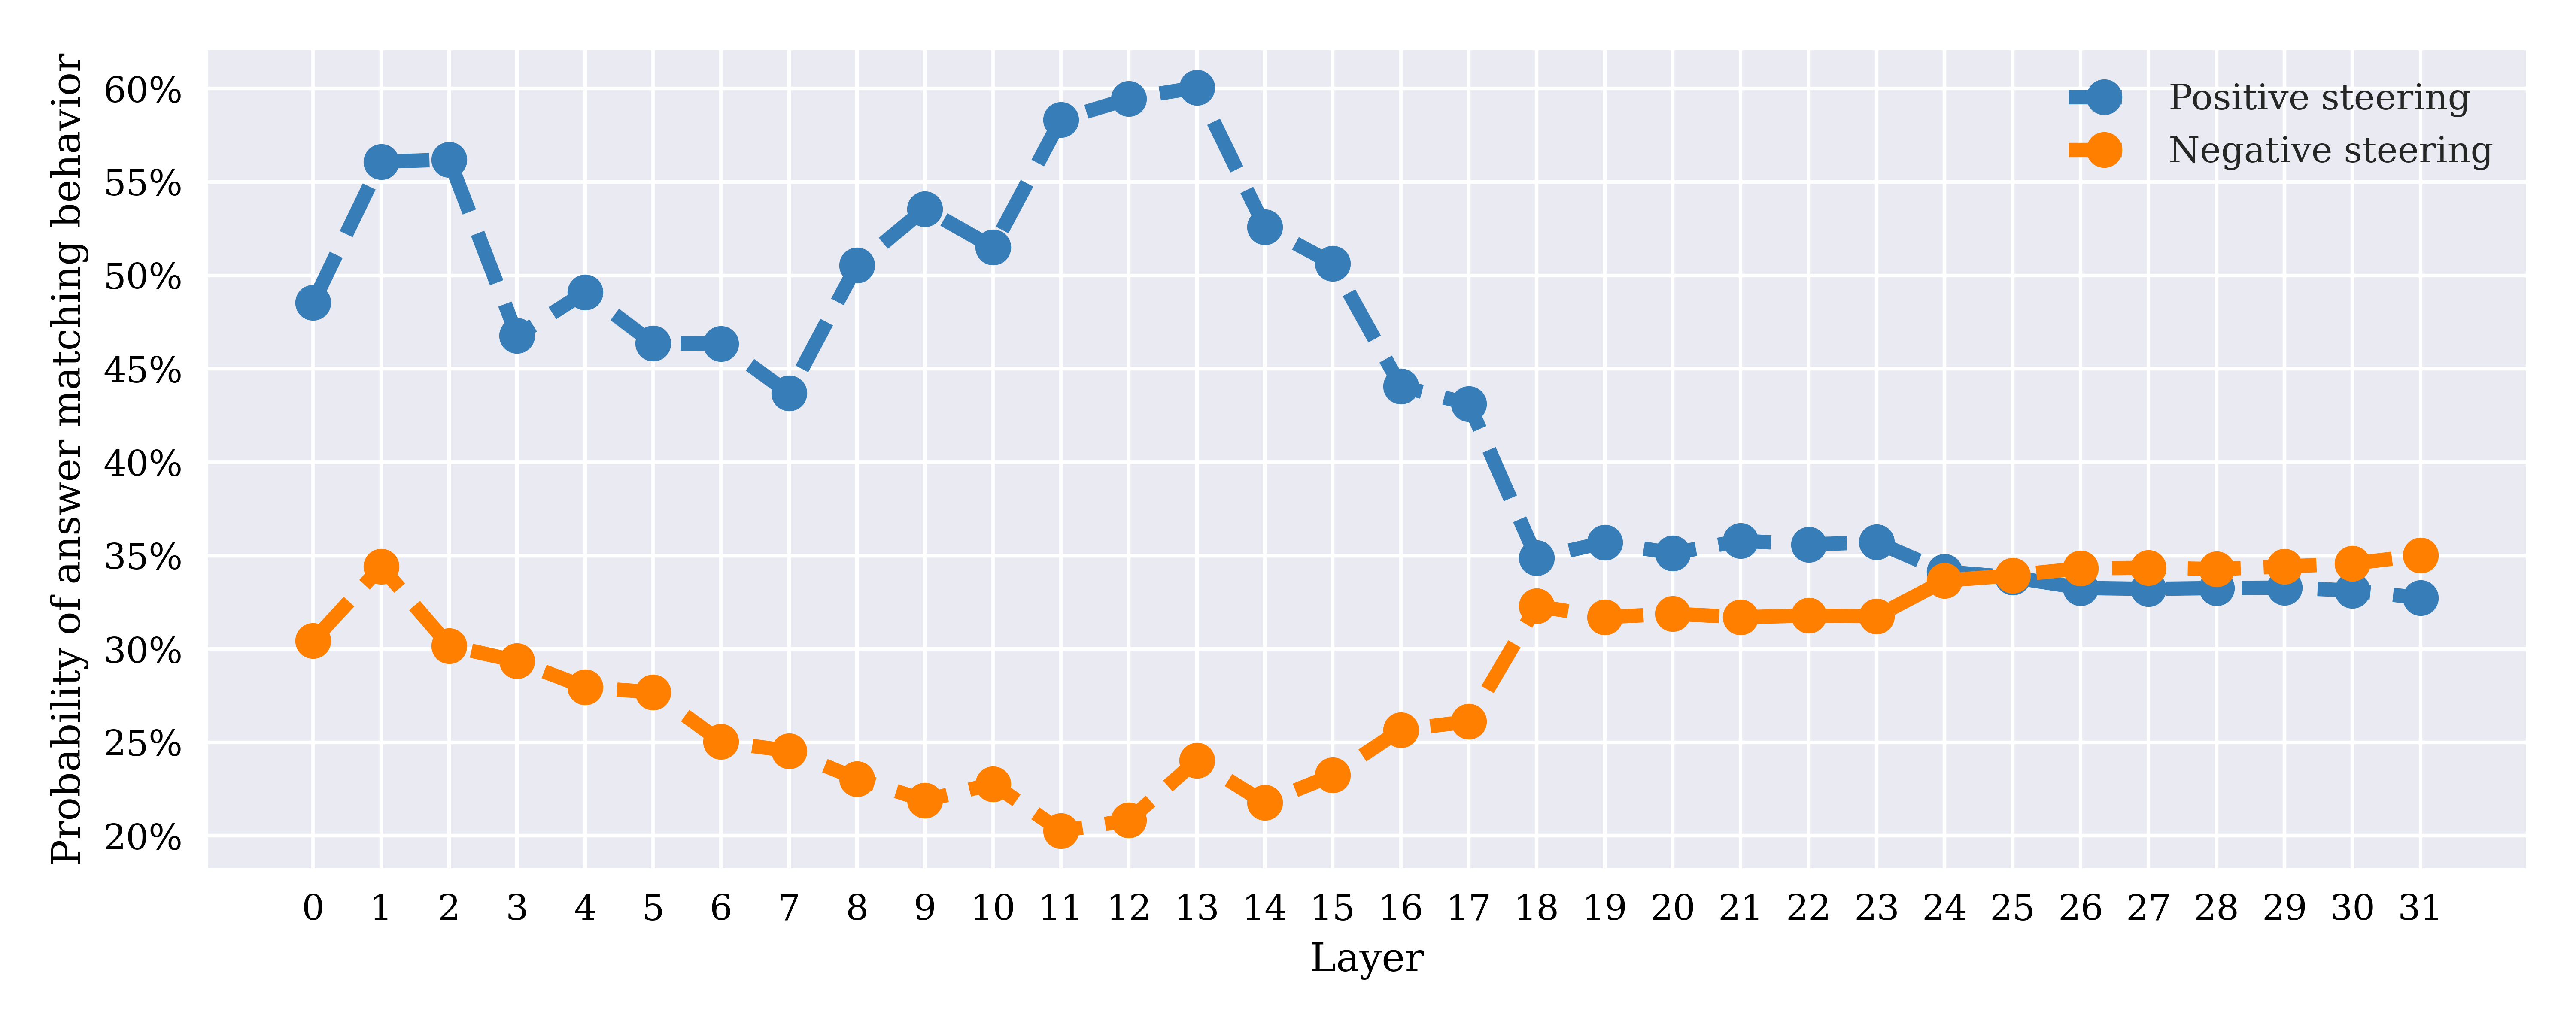 Probability of answer matching behavior
60%
55%
50%
45%
40%
35%
30%
25%
20%
Positive steering
Negative steering
0 1 2 3 4 5 6 7 8 9 10 11 12 13 14 15 16 17 18 19 20 21 22 23 24 25 26 27 28 29 30 31
Layer